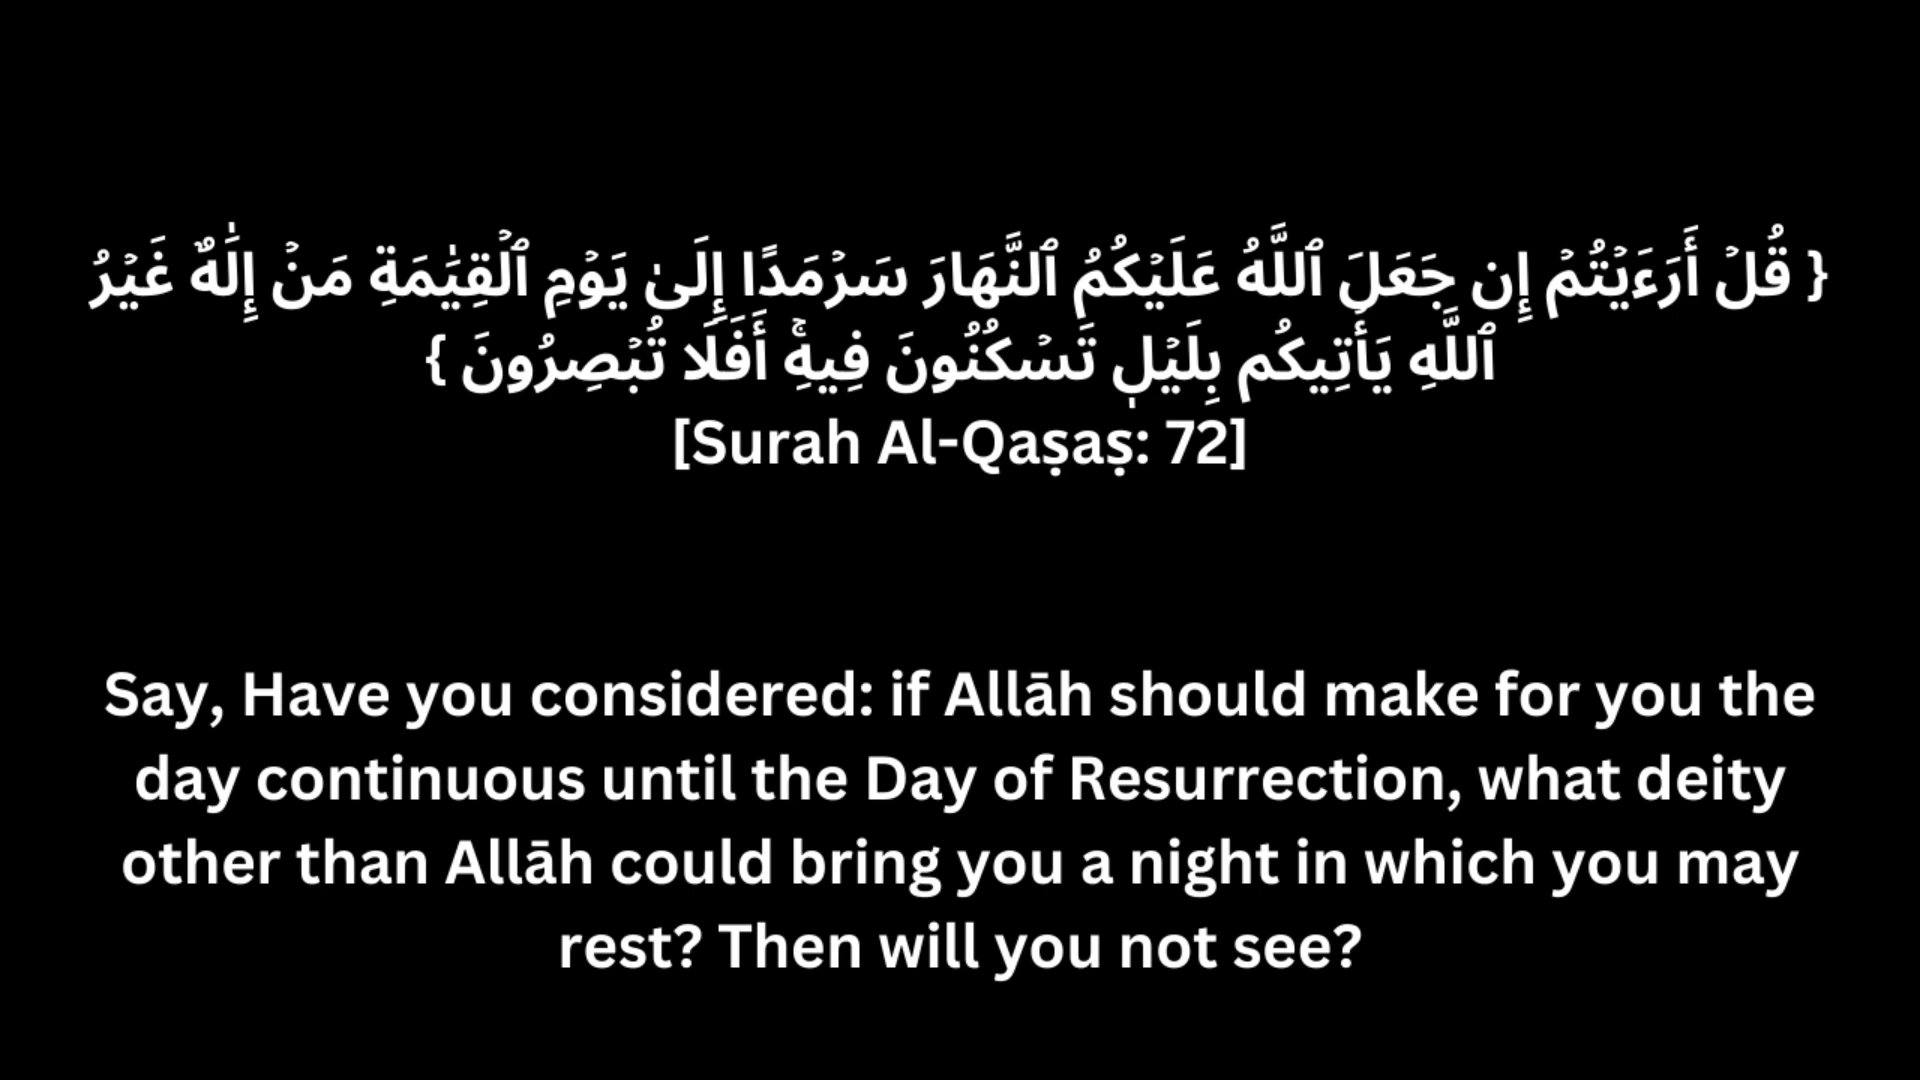 { قُلۡ أَرَءَيۡتُمۡ إِن جَعَلَ ٱللَّهُ عَلَيۡكُمُ ٱلنَّهَارَ سَرۡمَدًا إِلَىٰ يَوۡمِ ٱلۡقِيَٰمَةِ مَنۡ إِلَٰهٌ غَيۡرُ
ٱللَّهِ يَأۡتِيكُم بِلَيۡلٖ تَسۡكُنُونَ فِيهِۚ أَفَلَا تُبۡصِرُونَ }
[Surah Al-Qaṣaṣ: 72]
Say, Have you considered: if Allāh should make for you the
day continuous until the Day of Resurrection, what deity
other than Allāh could bring you a night in which you may
rest? Then will you not see?